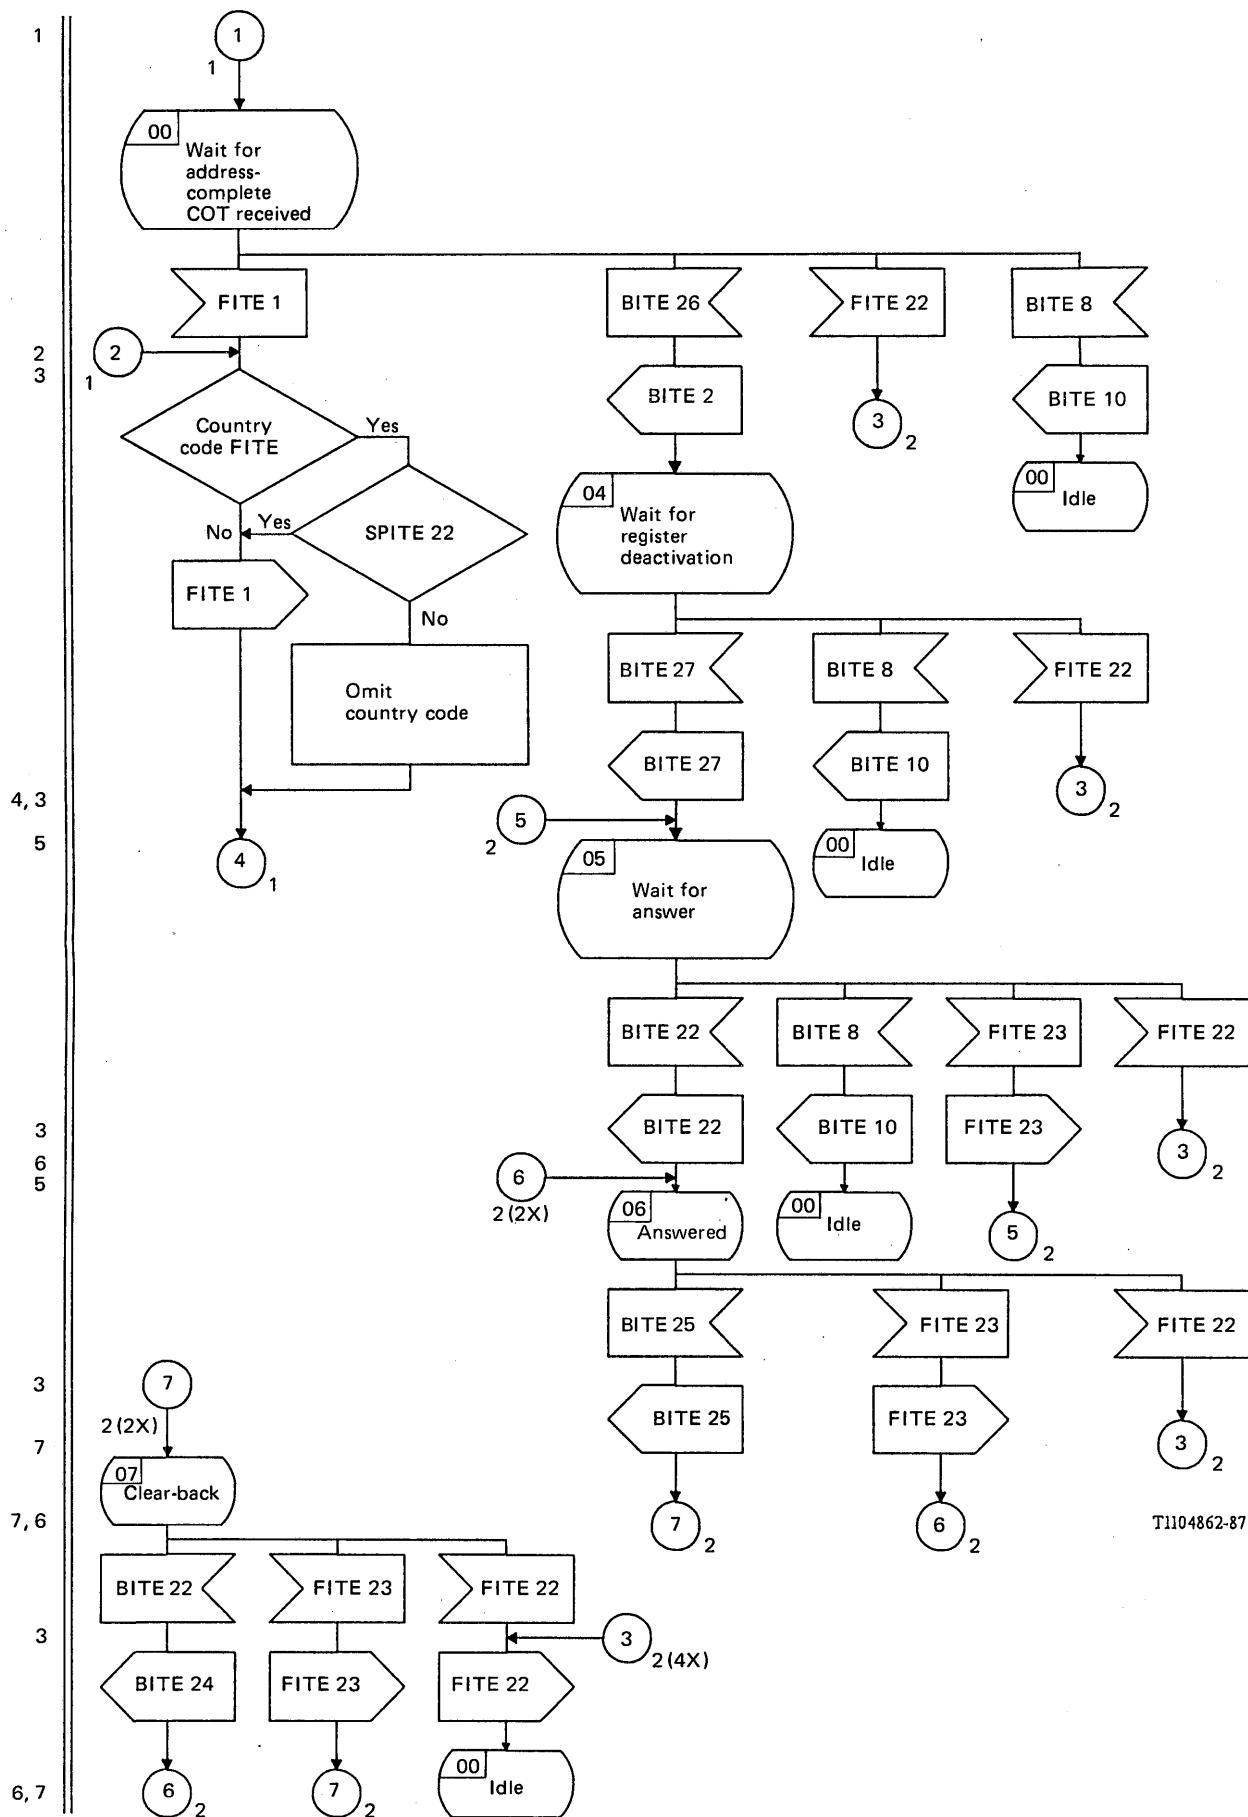 1
1
1
00
Wait for
address-
complete
COT received
FITE 1
BITE 26
FITE 22
BITE 8
2
3
2
1
BITE 2
3
2
BITE 10
Country
code FITE
Yes
04
Wait for
register
deactivation
00
Idle
No
Yes
SPITE 22
FITE 1
No
BITE 27
BITE 8
FITE 22
Omit
country code
BITE 27
BITE 10
3
2
4, 3
5
2
5
4
1
05
Wait for
answer
00
Idle
BITE 22
BITE 8
FITE 23
FITE 22
3
BITE 22
BITE 10
FITE 23
3
2
6
5
6
2 (2X)
06
Answered
00
Idle
5
2
BITE 25
FITE 23
FITE 22
3
7
2 (2X)
BITE 25
FITE 23
3
2
7
07
Clear-back
7, 6
7
2
6
2
T1104862-87
BITE 22
FITE 23
FITE 22
3
3
2 (4X)
BITE 24
FITE 23
FITE 22
6, 7
6
2
7
2
00
Idle